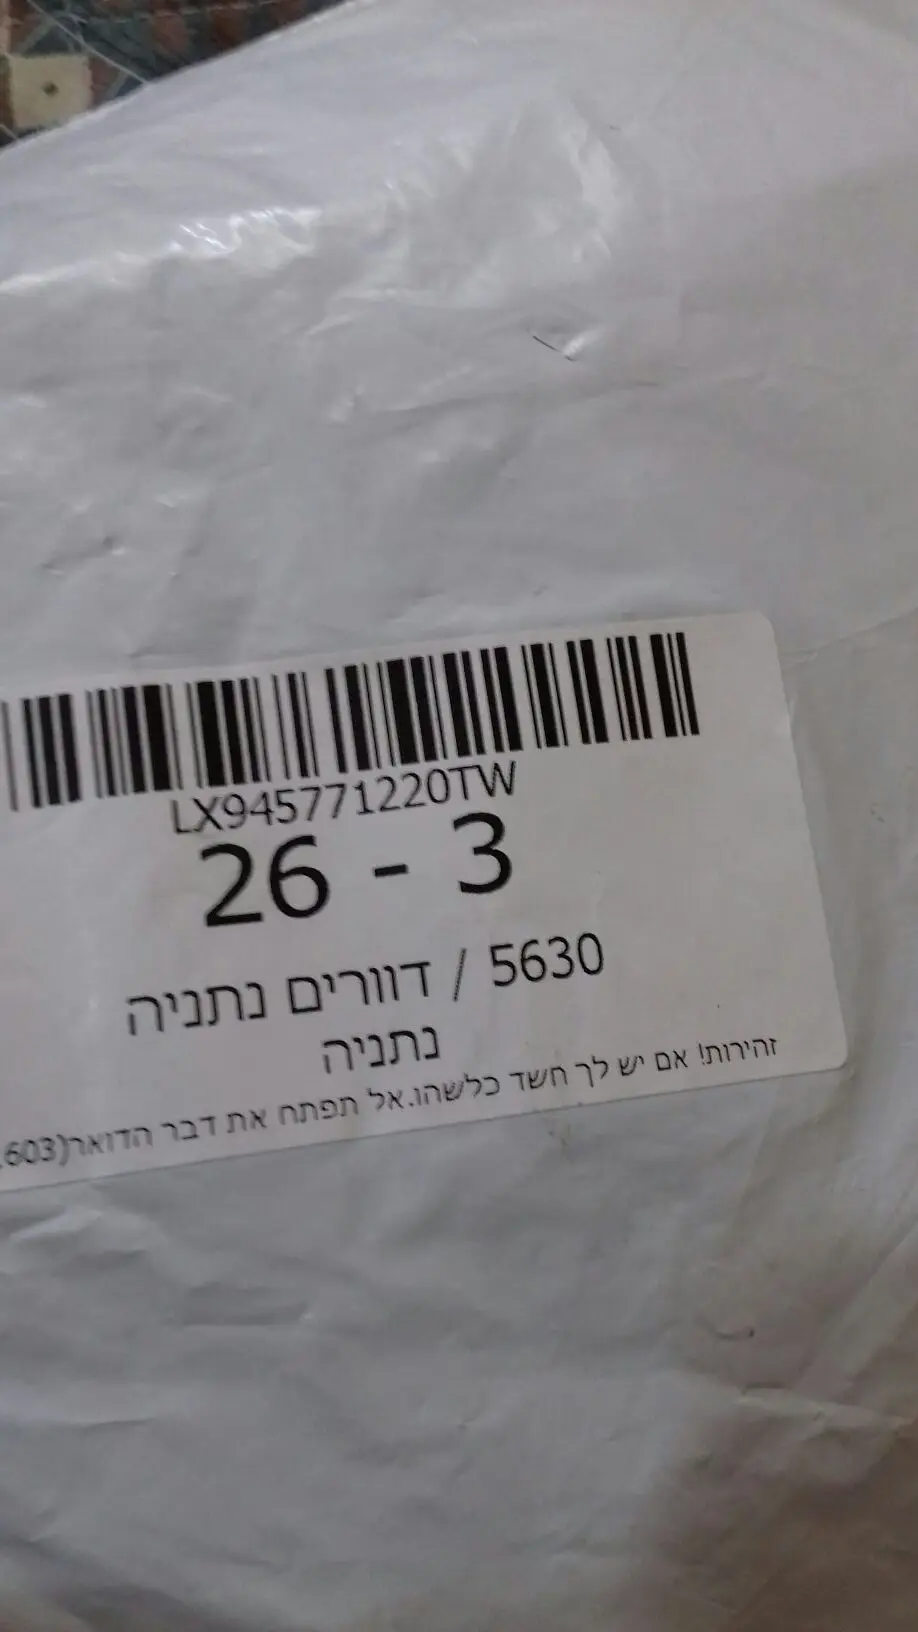 LX945771220TW
26 - 3
5630 / דוורים נתניה
נתניה
זהירות! אם יש לך חשד כלשהו.אל תפתח את דבר הדואר(603.